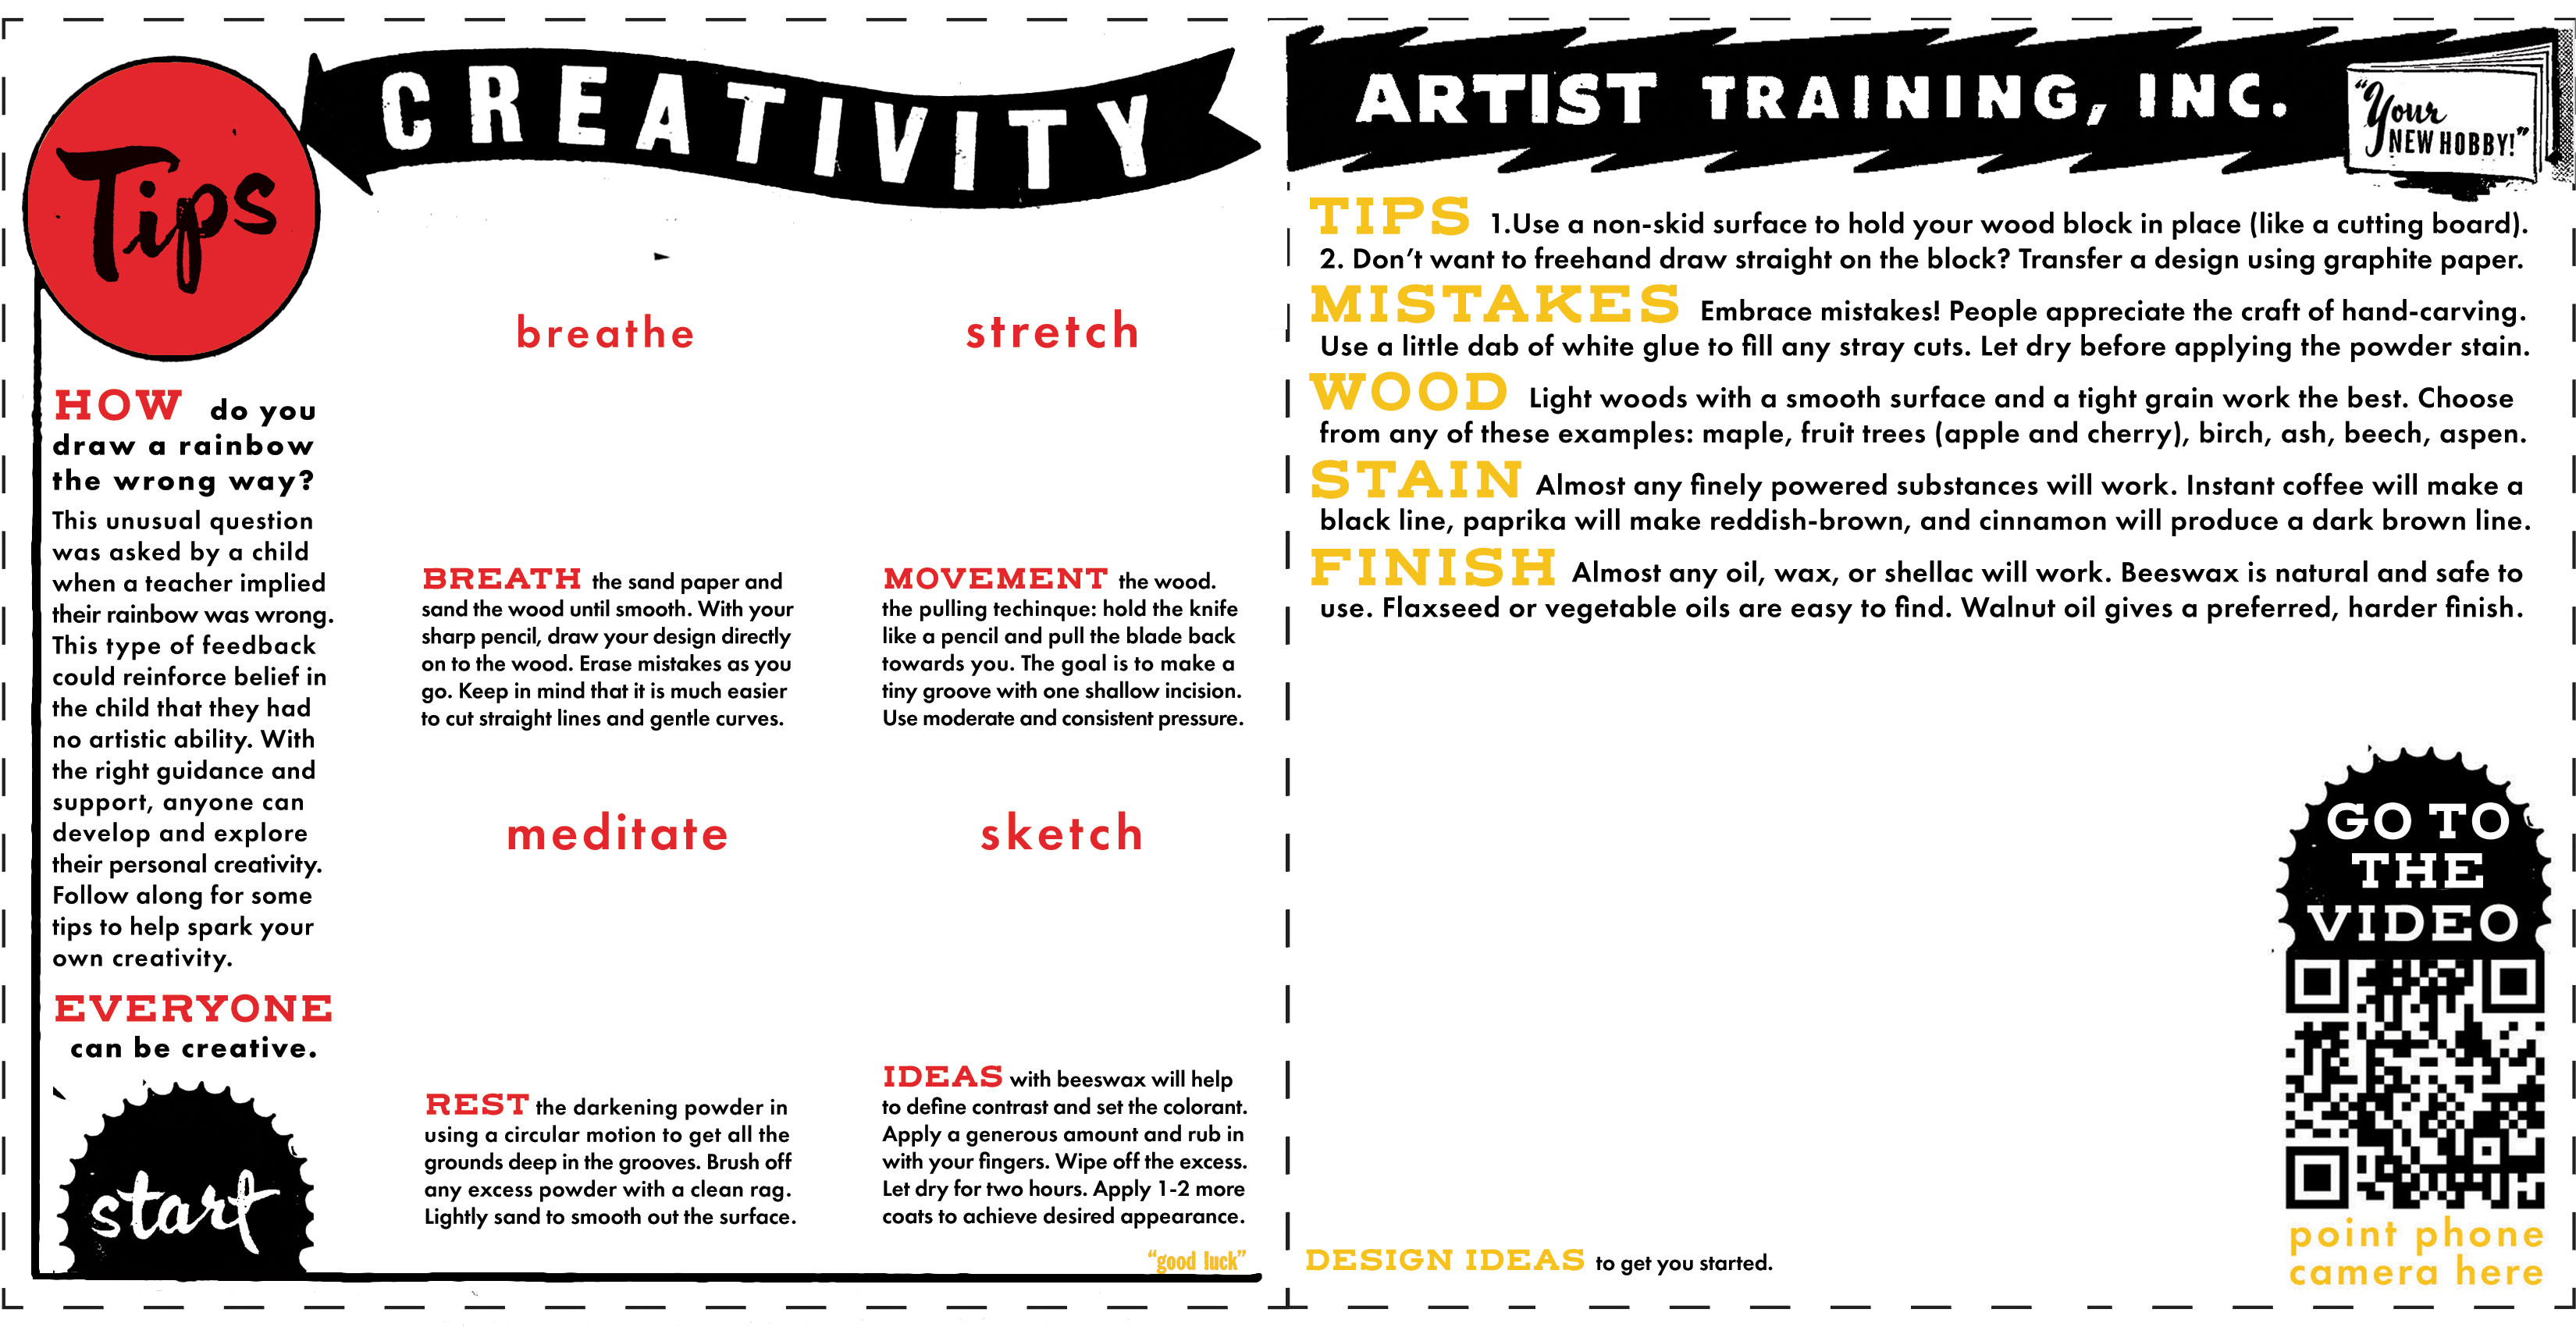 Tips
CREATIVITY
HOW do you
draw a rainbow
the wrong way?
This unusual question
was asked by a child
when a teacher implied
their rainbow was wrong.
This type of feedback
could reinforce belief in
the child that they had
no artistic ability. With
the right guidance and
support, anyone can
develop and explore
their personal creativity.
Follow along for some
tips to help spark your
own creativity.
EVERYONE
can be creative.
start
breathe
BREATH the sand paper and
sand the wood until smooth. With your
sharp pencil, draw your design directly
on to the wood. Erase mistakes as you
go. Keep in mind that it is much easier
to cut straight lines and gentle curves.
stretch
MOVEMENT the wood.
the pulling techinque: hold the knife
like a pencil and pull the blade back
towards you. The goal is to make a
tiny groove with one shallow incision.
Use moderate and consistent pressure.
meditate
REST the darkening powder in
using a circular motion to get all the
grounds deep in the grooves. Brush off
any excess powder with a clean rag.
Lightly sand to smooth out the surface.
sketch
IDEAS with beeswax will help
to define contrast and set the colorant.
Apply a generous amount and rub in
with your fingers. Wipe off the excess.
Let dry for two hours. Apply 1-2 more
coats to achieve desired appearance.
"good luck"
ARTIST TRAINING, INC.
"Your
NEW HOBBY!"
TIPS 1.Use a non-skid surface to hold your wood block in place (like a cutting board).
2. Don't want to freehand draw straight on the block? Transfer a design using graphite paper.
MISTAKES Embrace mistakes! People appreciate the craft of hand-carving.
Use a little dab of white glue to fill any stray cuts. Let dry before applying the powder stain.
WOOD Light woods with a smooth surface and a tight grain work the best. Choose
from any of these examples: maple, fruit trees (apple and cherry), birch, ash, beech, aspen.
STAIN Almost any finely powered substances will work. Instant coffee will make a
black line, paprika will make reddish-brown, and cinnamon will produce a dark brown line.
FINISH Almost any oil, wax, or shellac will work. Beeswax is natural and safe to
use. Flaxseed or vegetable oils are easy to find. Walnut oil gives a preferred, harder finish.
GO TO
THE
VIDEO
point phone
camera here
DESIGN IDEAS to get you started.